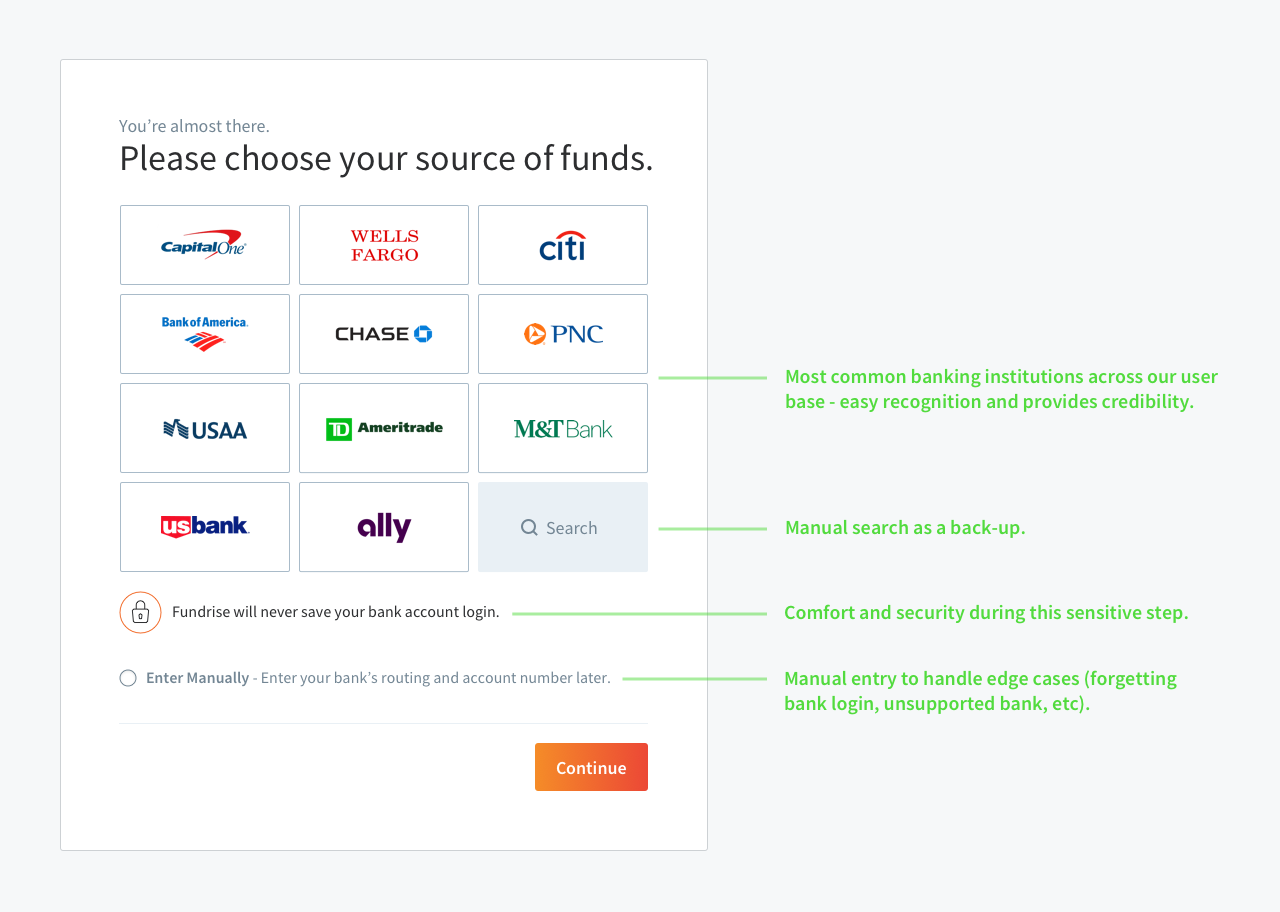 You’re almost there.
Please choose your source of funds.
CapitalOne®
WELLS
FARGO
citi
Bank of America.
CHASE
PNC
USAA
TD Ameritrade
M&T Bank
usbank.
ally
Search
Fundrise will never save your bank account login.
Enter Manually - Enter your bank’s routing and account number later.
Continue
Most common banking institutions across our user
base - easy recognition and provides credibility.
Manual search as a back-up.
Comfort and security during this sensitive step.
Manual entry to handle edge cases (forgetting
bank login, unsupported bank, etc).